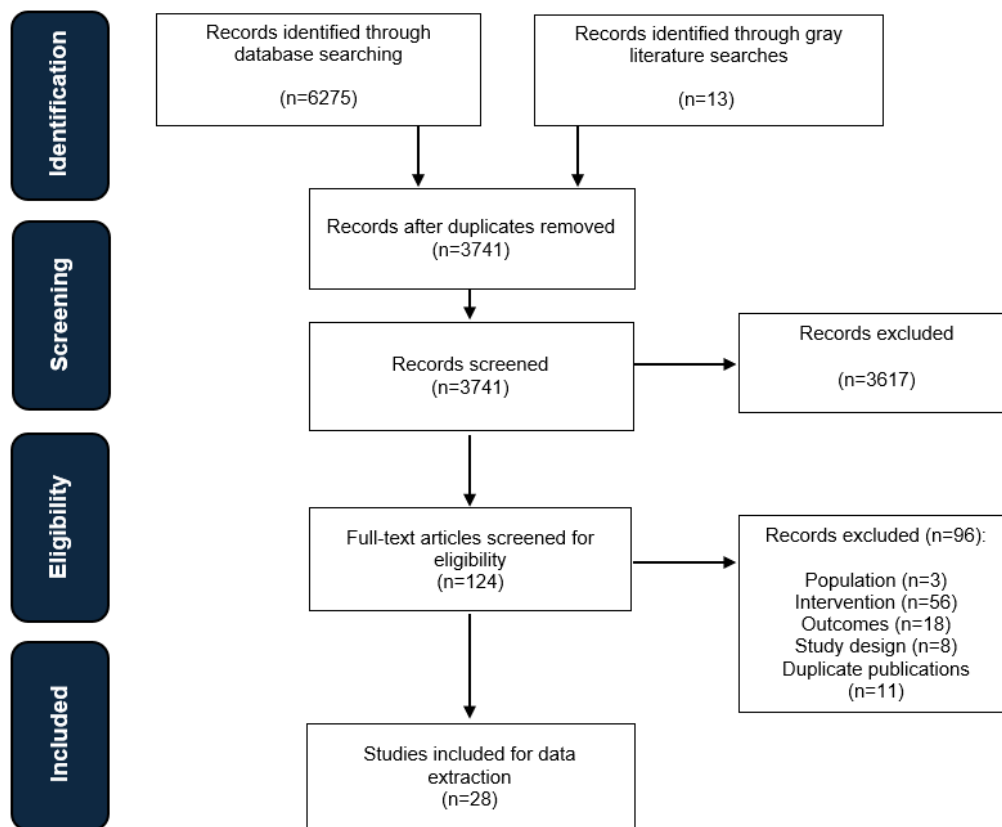 Identification
Records identified through
database searching
(n=6275)
Records identified through gray
literature searches
(n=13)
Screening
Records after duplicates removed
(n=3741)
Records screened
(n=3741)
Records excluded
(n=3617)
Eligibility
Full-text articles screened for
eligibility
(n=124)
Records excluded (n=96):
Population (n=3)
Intervention (n=56)
Outcomes (n=18)
Study design (n=8)
Duplicate publications
(n=11)
Included
Studies included for data
extraction
(n=28)